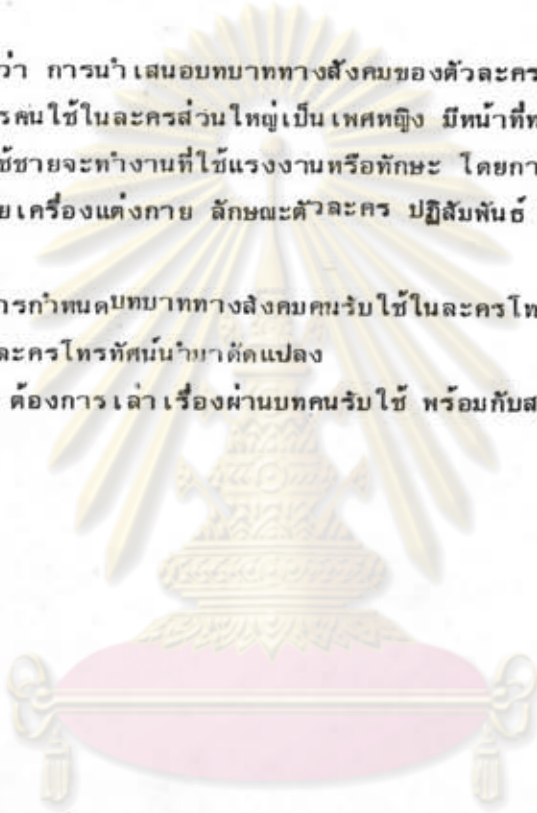 ว่า การนำเสนอบทบาททางสังคมของตัวละคร
รคนใช้ในละครส่วนใหญ่เป็นเพศหญิง มีหน้าที่ท
ช้ชายจะทำงานที่ใช้แรงงานหรือทักษะ โดยกา
ยเครื่องแต่งกาย ลักษณะตัวละคร ปฏิสัมพันธ์
ารกำหนดบทบาททางสังคมคนรับใช้ในละครโท
ละครโทรทัศน์นำมาดัดแปลง
ต้องการเล่าเรื่องผ่านบทคนรับใช้ พร้อมกับส